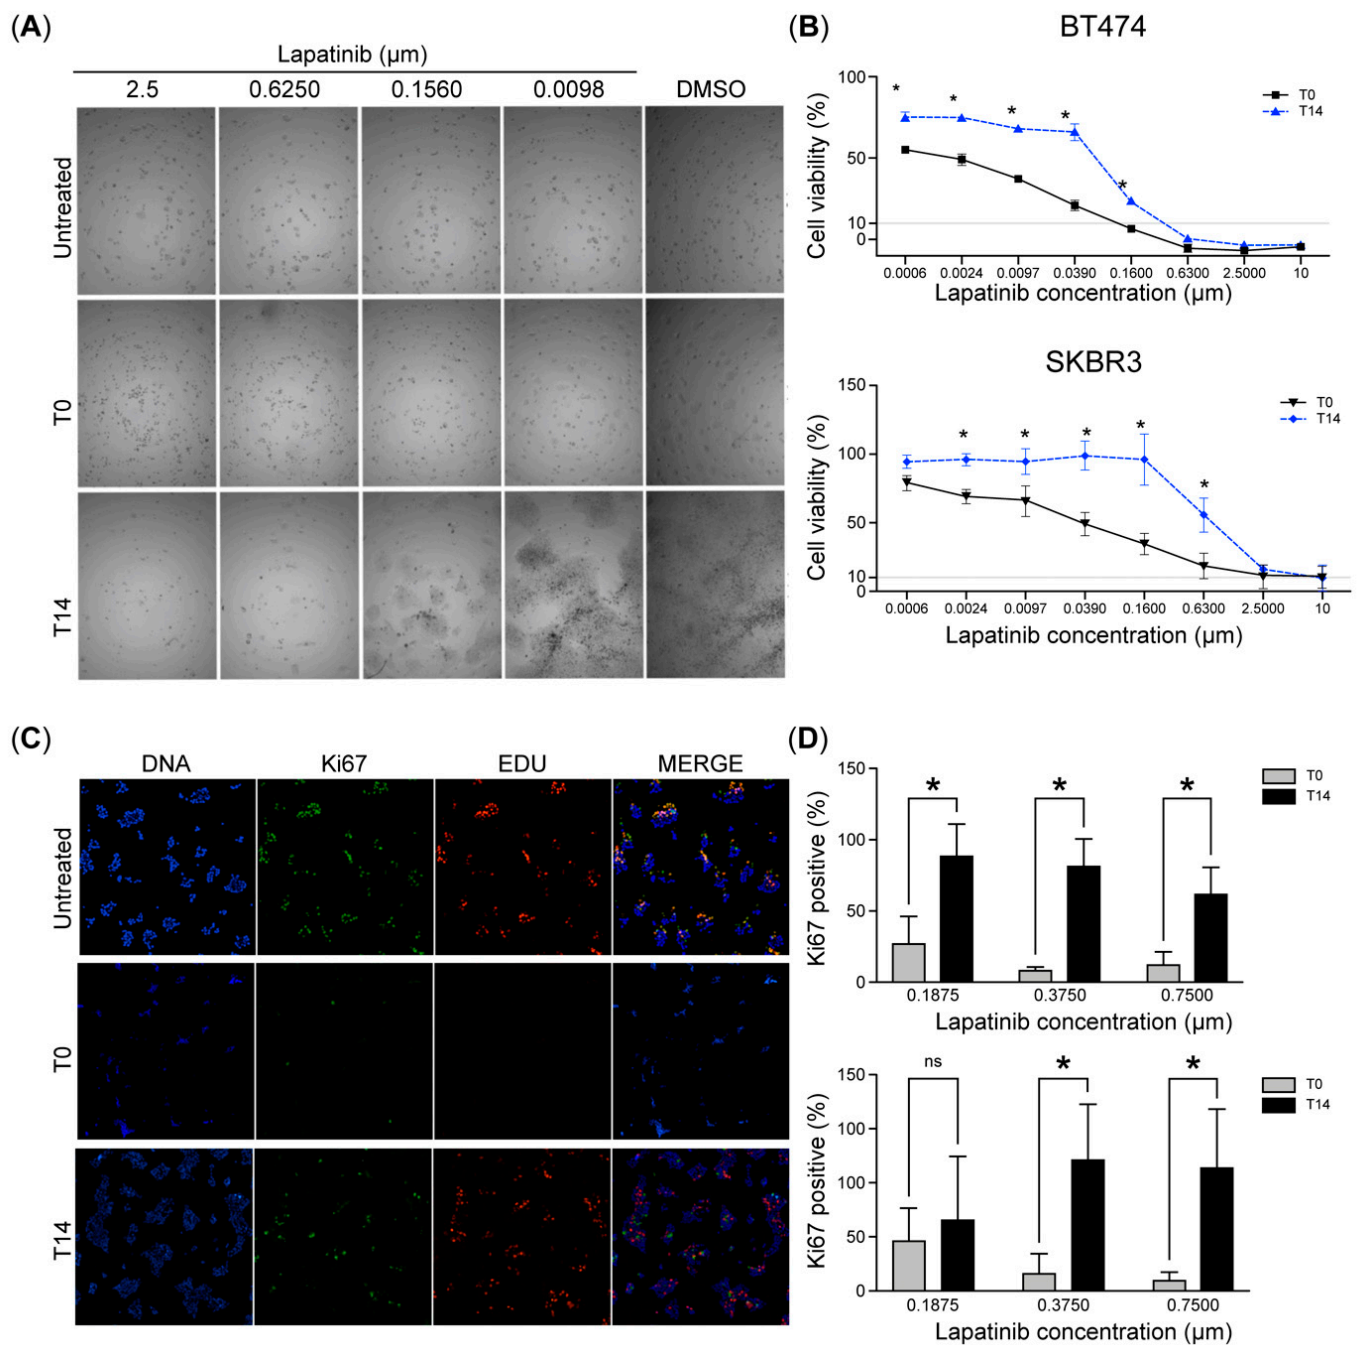 (A)
Lapatinib (µm)
2.5 0.6250 0.1560 0.0098 DMSO
Untreated
T0
T14
(B)
BT474
Cell viability (%)
100
50
10
0
* * * * *
T0
T14
0.0006 0.0024 0.0097 0.0390 0.1600 0.6300 2.5000 10
Lapatinib concentration (µm)
SKBR3
Cell viability (%)
150
100
50
10
0
* * * * *
T0
T14
0.0006 0.0024 0.0097 0.0390 0.1600 0.6300 2.5000 10
Lapatinib concentration (µm)
(C)
DNA Ki67 EDU MERGE
Untreated
T0
T14
(D)
Ki67 positive (%)
150
100
50
0
* * *
T0
T14
0.1875 0.3750 0.7500
Lapatinib concentration (µm)
Ki67 positive (%)
150
100
100
50
0
ns * *
T0
T14
0.1875 0.3750 0.7500
Lapatinib concentration (µm)